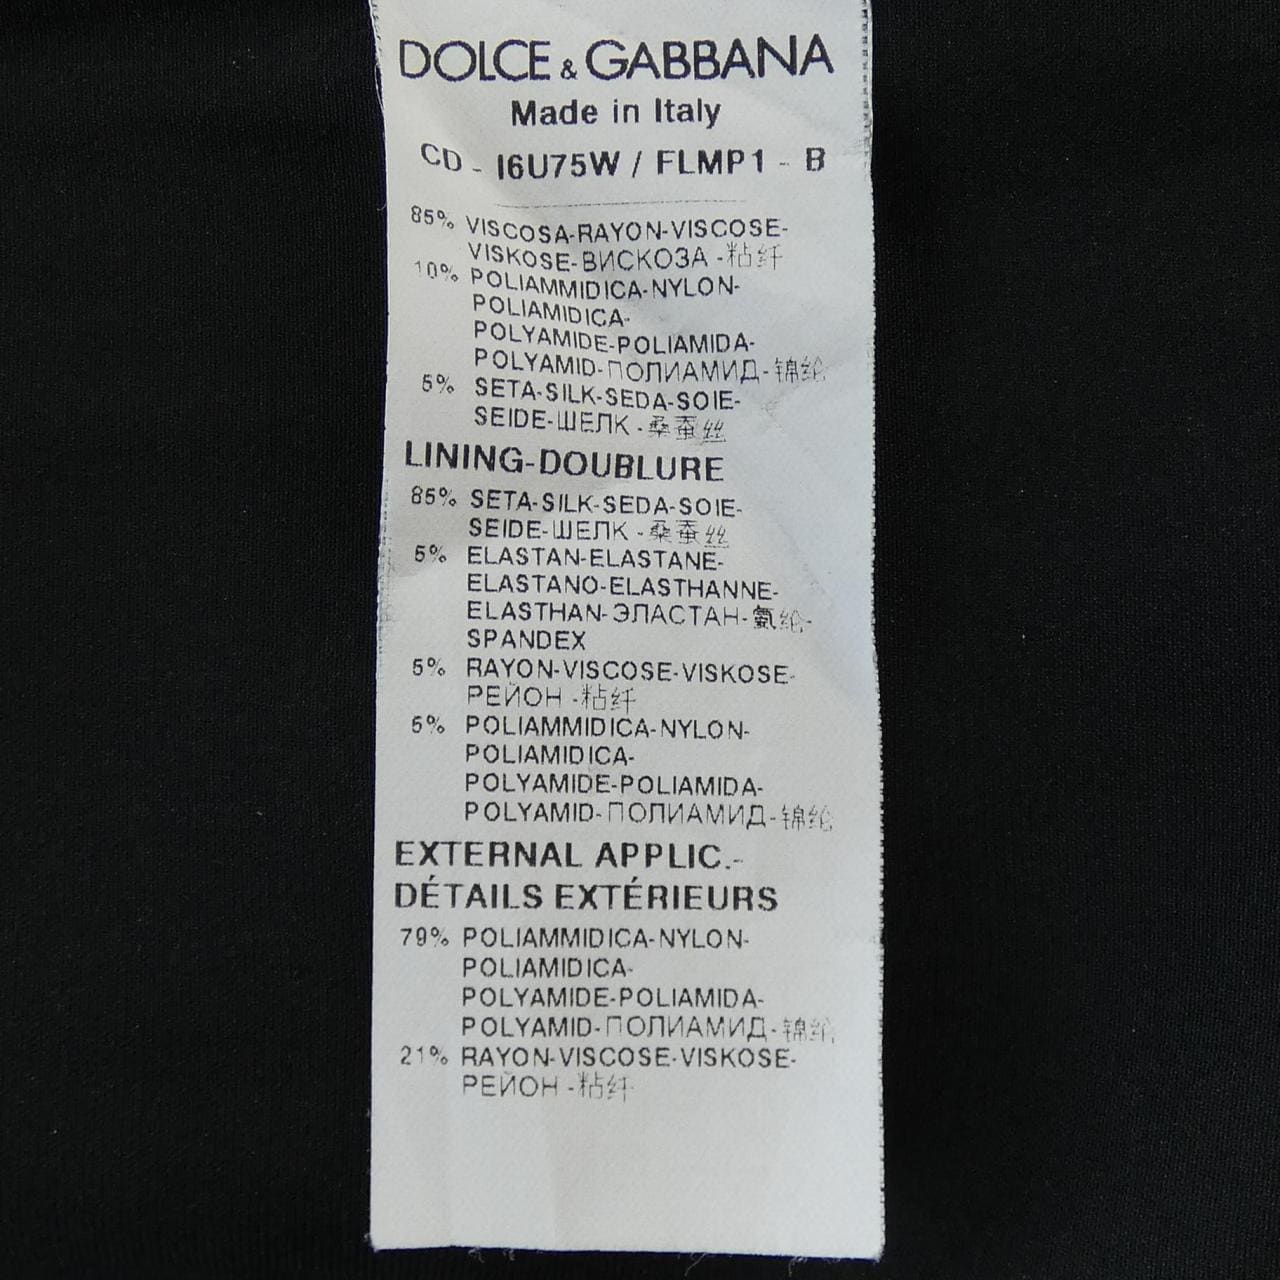 DOLCE & GABBANA
Made in Italy
CD - I6U75W / FLMP1 - B
85% VISCOSA-RAYON-VISCOSE-
VISKOSE-ВИСКОЗА -粘纤
10% POLIAMMIDICA-NYLON-
POLIAMIDICA-
POLYAMIDE-POLIAMIDA-
POLYAMID-ПОЛИАМИД-锦纶
5% SETA-SILK-SEDA-SOIE-
SEIDE-ШЕЛК -桑蚕丝
LINING-DOUBLURE
85% SETA-SILK-SEDA-SOIE-
SEIDE-ШЕЛК -桑蚕丝
5% ELASTAN-ELASTANE-
ELASTANO-ELASTHANNE-
ELASTHAN-ЭЛАСТАН-氨纶-
SPANDEX
5% RAYON-VISCOSE-VISKOSE-
РЕЙОН -粘纤
5% POLIAMMIDICA-NYLON-
POLIAMIDICA-
POLYAMIDE-POLIAMIDA-
POLYAMID-ПОЛИАМИД-锦纶
EXTERNAL APPLIC.-
DÉTAILS EXTÉRIEURS
79% POLIAMMIDICA-NYLON-
POLIAMIDICA-
POLYAMIDE-POLIAMIDA-
POLYAMID-ПОЛИАМИД-锦纶
21% RAYON-VISCOSE-VISKOSE-
РЕЙОН -粘纤